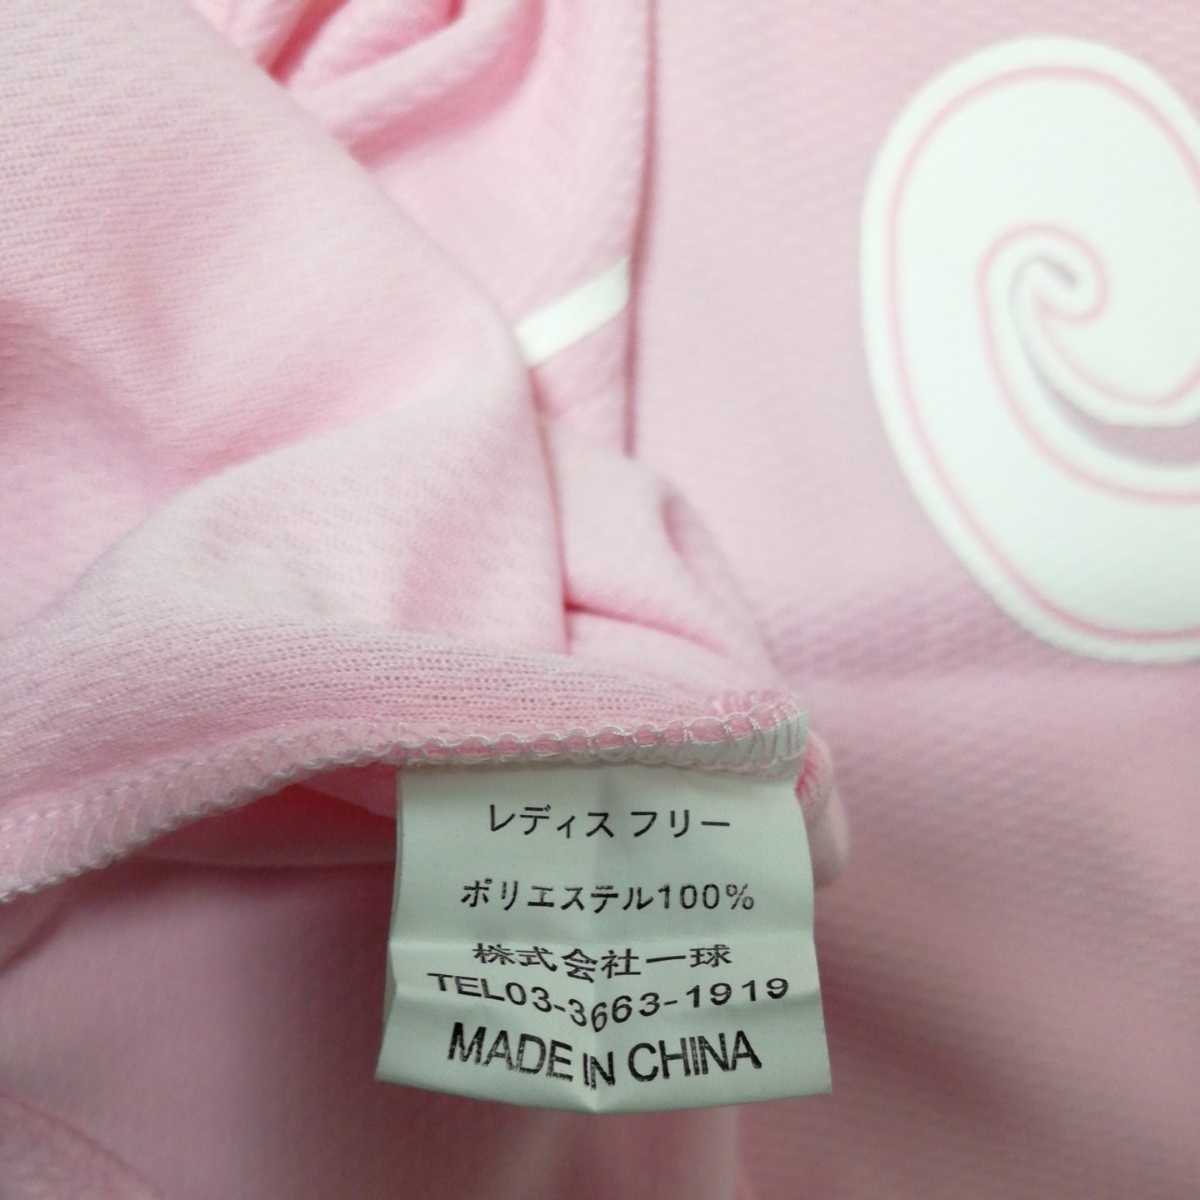 レディス フリー
ポリエステル100%
株式会社一球
TEL03-3663-1919
MADE IN CHINA